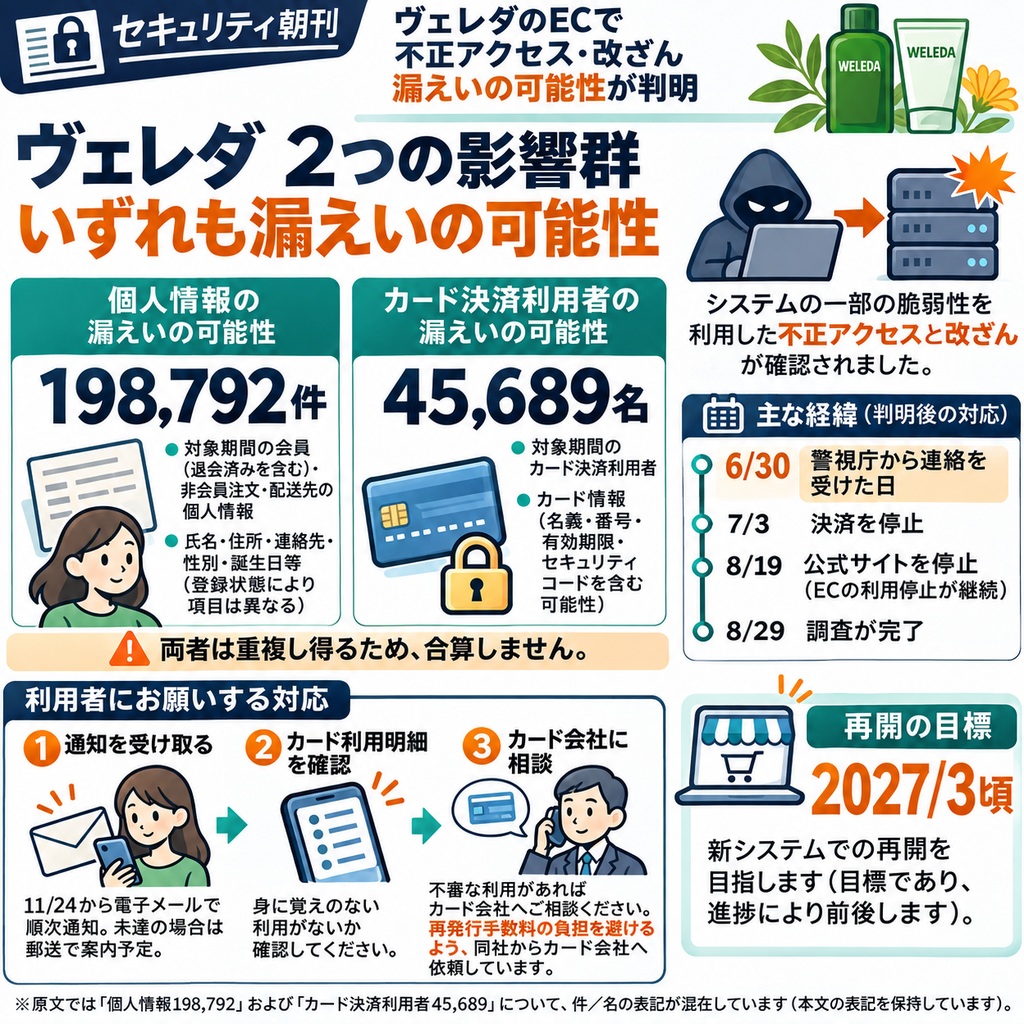 セキュリティ朝刊
ヴェレダのECで
不正アクセス・改ざん
漏えいの可能性が判明
WELEDA
WELEDA
ヴェレダ 2つの影響群
いずれも漏えいの可能性
個人情報の
漏えいの可能性
198,792件
対象期間の会員
(退会済みを含む)・
非会員注文・配送先の
個人情報
氏名・住所・連絡先・
性別・誕生日等
(登録状態により
項目は異なる)
カード決済利用者の
漏えいの可能性
45,689名
対象期間の
カード決済利用者
カード情報
(名義・番号・
有効期限・
セキュリティ
コードを含む
可能性)
両者は重複し得るため、合算しません。
システムの一部の脆弱性を
利用した不正アクセスと改ざん
が確認されました。
主な経緯(判明後の対応)
6/30 警視庁から連絡を
受けた日
7/3 決済を停止
8/19 公式サイトを停止
(ECの利用停止が継続)
8/29 調査が完了
利用者にお願いする対応
1 通知を受け取る
11/24から電子メールで
順次通知。未達の場合は
郵送で案内予定。
2 カード利用明細
を確認
身に覚えのない
利用がないか
確認してください。
3 カード会社に
相談
不審な利用があれば
カード会社へご相談ください。
再発行手数料の負担を避ける
よう、同社からカード会社へ
依頼しています。
再開の目標
2027/3頃
新システムでの再開を
目指します(目標であり、
進捗により前後します)。
※原文では「個人情報198,792」および「カード決済利用者45,689」について、件/名の表記が混在しています(本文の表記を保持しています)。